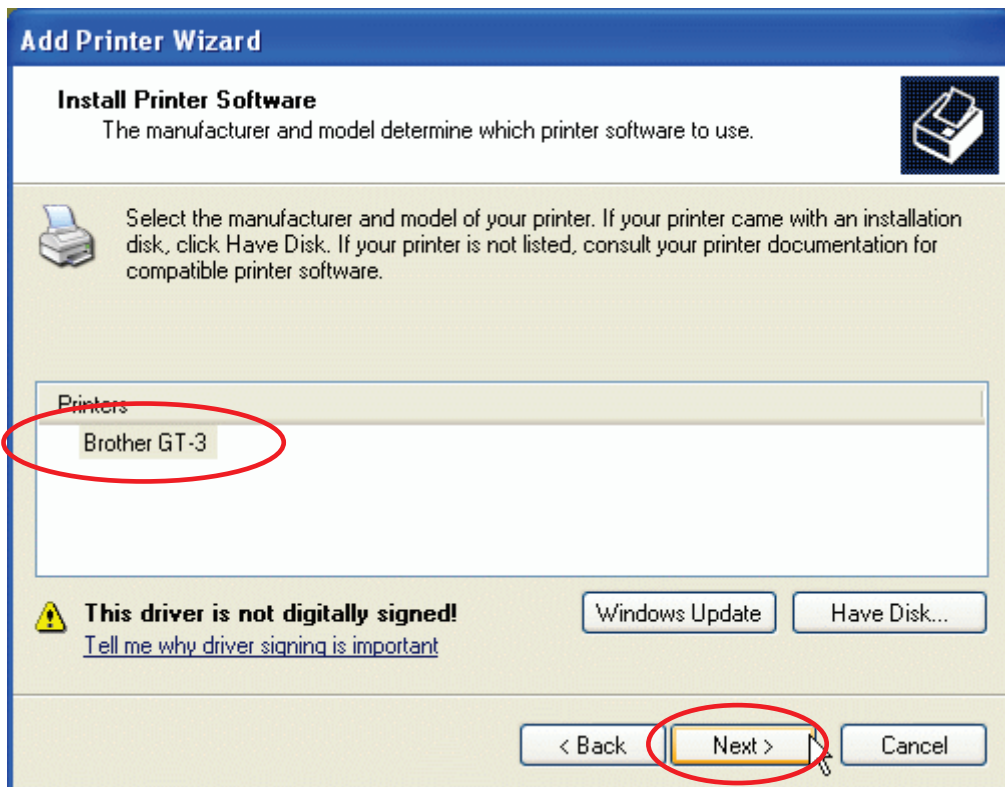 Add Printer Wizard
Install Printer Software
The manufacturer and model determine which printer software to use.
Select the manufacturer and model of your printer. If your printer came with an installation
disk, click Have Disk. If your printer is not listed, consult your printer documentation for
compatible printer software.
Printers
Brother GT-3
This driver is not digitally signed!
Windows Update
Have Disk...
Tell me why driver signing is important
< Back
Next >
Cancel